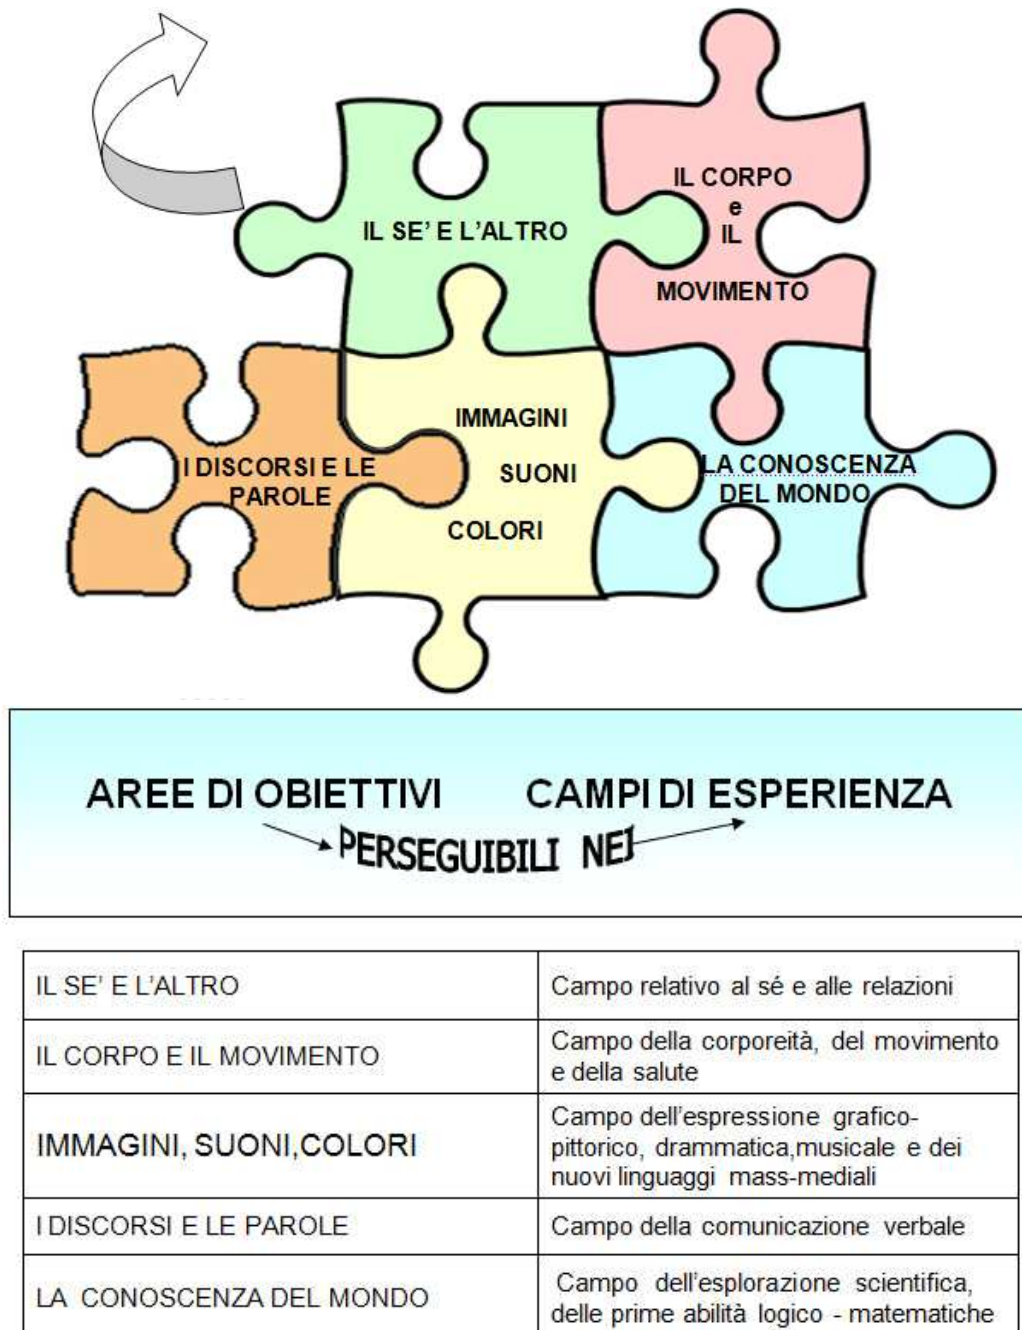 IL SE' E L'ALTRO
IL CORPO
e
IL
MOVIMENTO
I DISCORSI E LE
PAROLE
IMMAGINI
SUONI
COLORI
LA CONOSCENZA
DEL MONDO
AREE DI OBIETTIVI CAMPI DI ESPERIENZA
PERSEGUIBILI NEI
IL SE' E L'ALTRO
Campo relativo al sé e alle relazioni
IL CORPO E IL MOVIMENTO
Campo della corporeità, del movimento
e della salute
IMMAGINI, SUONI,COLORI
Campo dell'espressione grafico-
pittorico, drammatica,musicale e dei
nuovi linguaggi mass-mediali
I DISCORSI E LE PAROLE
Campo della comunicazione verbale
LA CONOSCENZA DEL MONDO
Campo dell'esplorazione scientifica,
delle prime abilità logico - matematiche